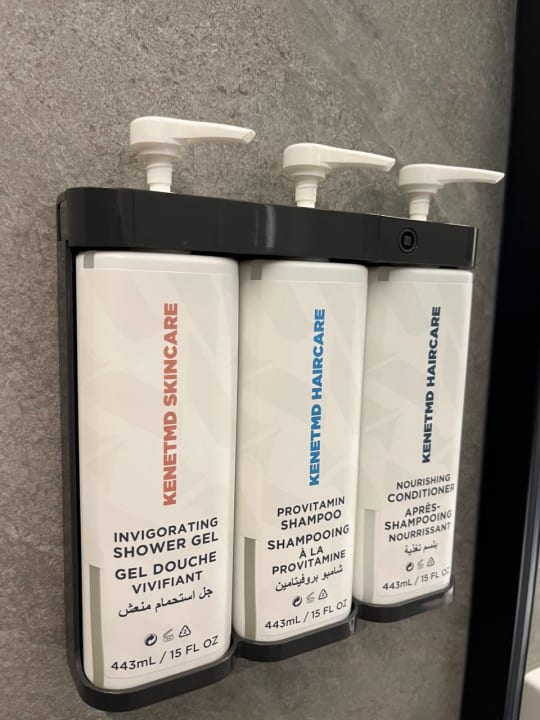 KENETMD SKINCARE
INVIGORATING
SHOWER GEL
GEL DOUCHE
VIVIFIANT
جل استحمام منعش
443mL / 15 FL OZ
KENETMD HAIRCARE
PROVITAMIN
SHAMPOO
SHAMPOOING
À LA
PROVITAMINE
شامبو بروفيتامين
443mL / 15 FL OZ
KENETMD HAIRCARE
NOURISHING
CONDITIONER
APRÈS-
SHAMPOOING
NOURRISSANT
بلسم تغذية
443mL / 15 FL OZ